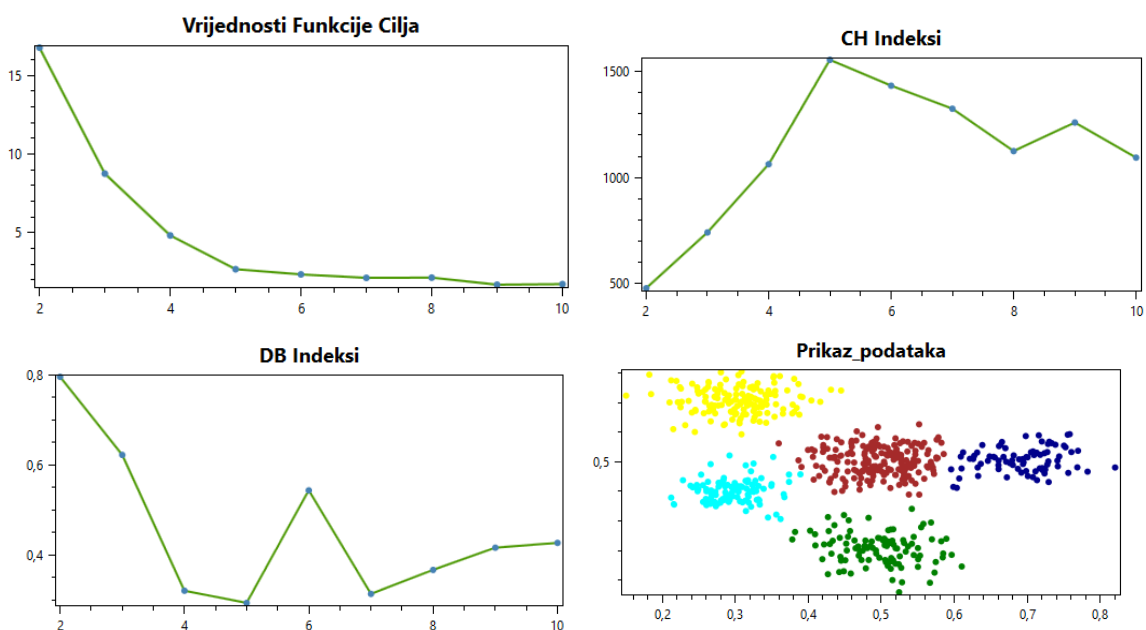 Vrijednosti Funkcije Cilja
15
10
5
2 4 6 8 10
CH Indeksi
1500
1000
500
2 4 6 8 10
DB Indeksi
0,8
0,6
0,4
2 4 6 8 10
Prikaz_podataka
0,5
0,2 0,3 0,4 0,5 0,6 0,7 0,8